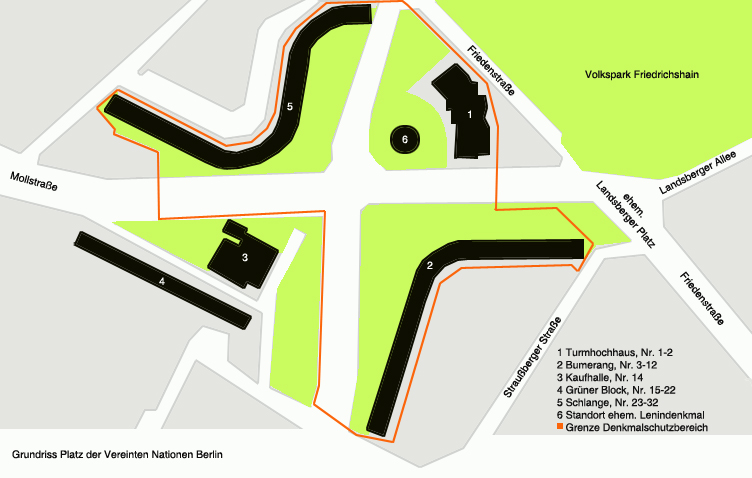 Volkspark Friedrichshain
Friedenstraße
5
1
6
Mollstraße
Landsberger Allee
ehem.
Landsberger Platz
3
2
4
Friedenstraße
Straußberger Straße
1 Turmhochhaus, Nr. 1-2
2 Bumerang, Nr. 3-12
3 Kaufhalle, Nr. 14
4 Grüner Block, Nr. 15-22
5 Schlange, Nr. 23-32
6 Standort ehem. Lenindenkmal
Grenze Denkmalschutzbereich
Grundriss Platz der Vereinten Nationen Berlin